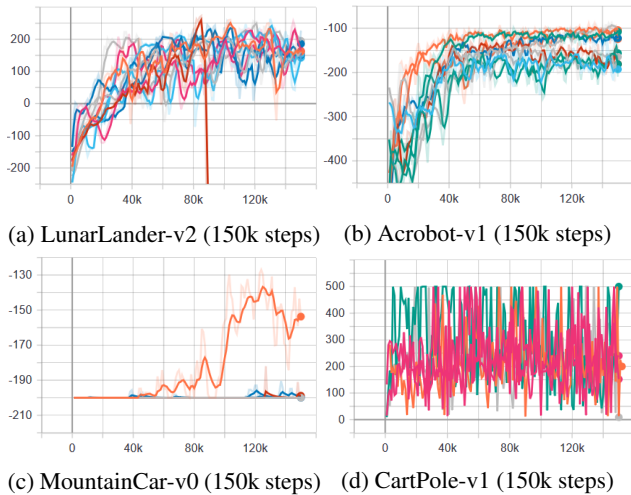 200
100
0
-100
-200
0
40k
80k
120k
-100
-200
-300
-400
0
40k
80k
120k
(a) LunarLander-v2 (150k steps)
(b) Acrobot-v1 (150k steps)
-130
-150
-170
-190
-210
0
40k
80k
120k
500
400
300
200
100
0
0
40k
80k
120k
(c) MountainCar-v0 (150k steps)
(d) CartPole-v1 (150k steps)